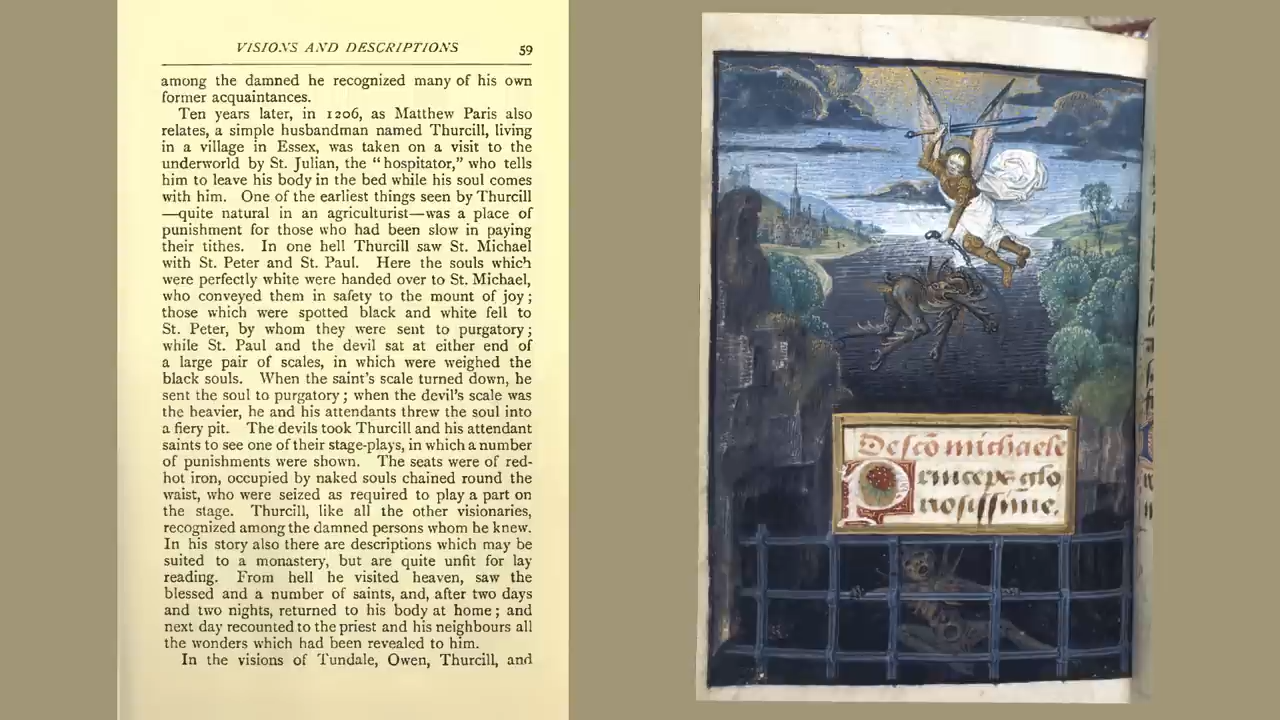 VISIONS AND DESCRIPTIONS 59
among the damned he recognized many of his own
former acquaintances.
Ten years later, in 1206, as Matthew Paris also
relates, a simple husbandman named Thurcill, living
in a village in Essex, was taken on a visit to the
underworld by St. Julian, the “hospitator,” who tells
him to leave his body in the bed while his soul comes
with him. One of the earliest things seen by Thurcill
—quite natural in an agriculturist—was a place of
punishment for those who had been slow in paying
their tithes. In one hell Thurcill saw St. Michael
with St. Peter and St. Paul. Here the souls which
were perfectly white were handed over to St. Michael,
who conveyed them in safety to the mount of joy;
those which were spotted black and white fell to
St. Peter, by whom they were sent to purgatory;
while St. Paul and the devil sat at either end of
a large pair of scales, in which were weighed the
black souls. When the saint's scale turned down, he
sent the soul to purgatory; when the devil's scale was
the heavier, he and his attendants threw the soul into
a fiery pit. The devils took Thurcill and his attendant
saints to see one of their stage-plays, in which a number
of punishments were shown. The seats were of red-
hot iron, occupied by naked souls chained round the
waist, who were seized as required to play a part on
the stage. Thurcill, like all the other visionaries,
recognized among the damned persons whom he knew.
In his story also there are descriptions which may be
suited to a monastery, but are quite unfit for lay
reading. From hell he visited heaven, saw the
blessed and a number of saints, and, after two days
and two nights, returned to his body at home; and
next day recounted to the priest and his neighbours all
the wonders which had been revealed to him.
In the visions of Tundale, Owen, Thurcill, and
De scõ michaele
Princeps glo
riosissime.